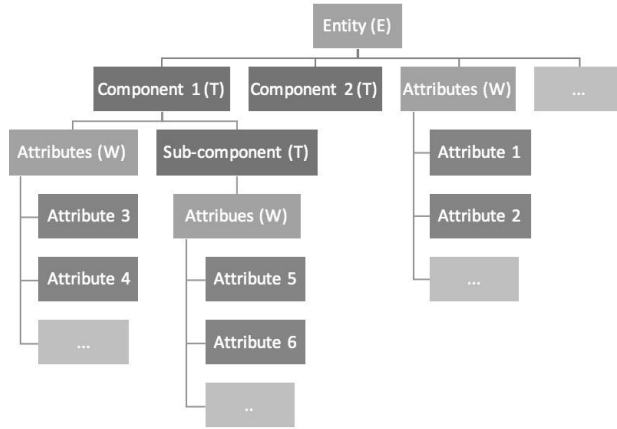 Entity (E)
Component 1 (T)
Component 2 (T)
Attributes (W)
...
Attributes (W)
Sub-component (T)
Attribute 1
Attribute 3
Attribues (W)
Attribute 2
Attribute 4
Attribute 5
...
...
Attribute 6
..